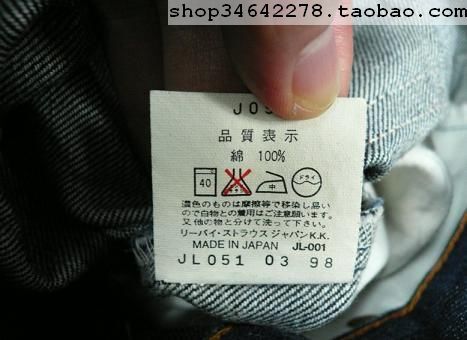 shop34642278.taobao.com
品質表示
綿 100%
40
ドライ
濃色のものは摩擦等で移染し易い
ので白物との着用はご注意願います。
又他の物と分けて洗って下さい。
リーバイ・ストラウス ジャパンK.K.
MADE IN JAPAN JL-001
JL051 03 98